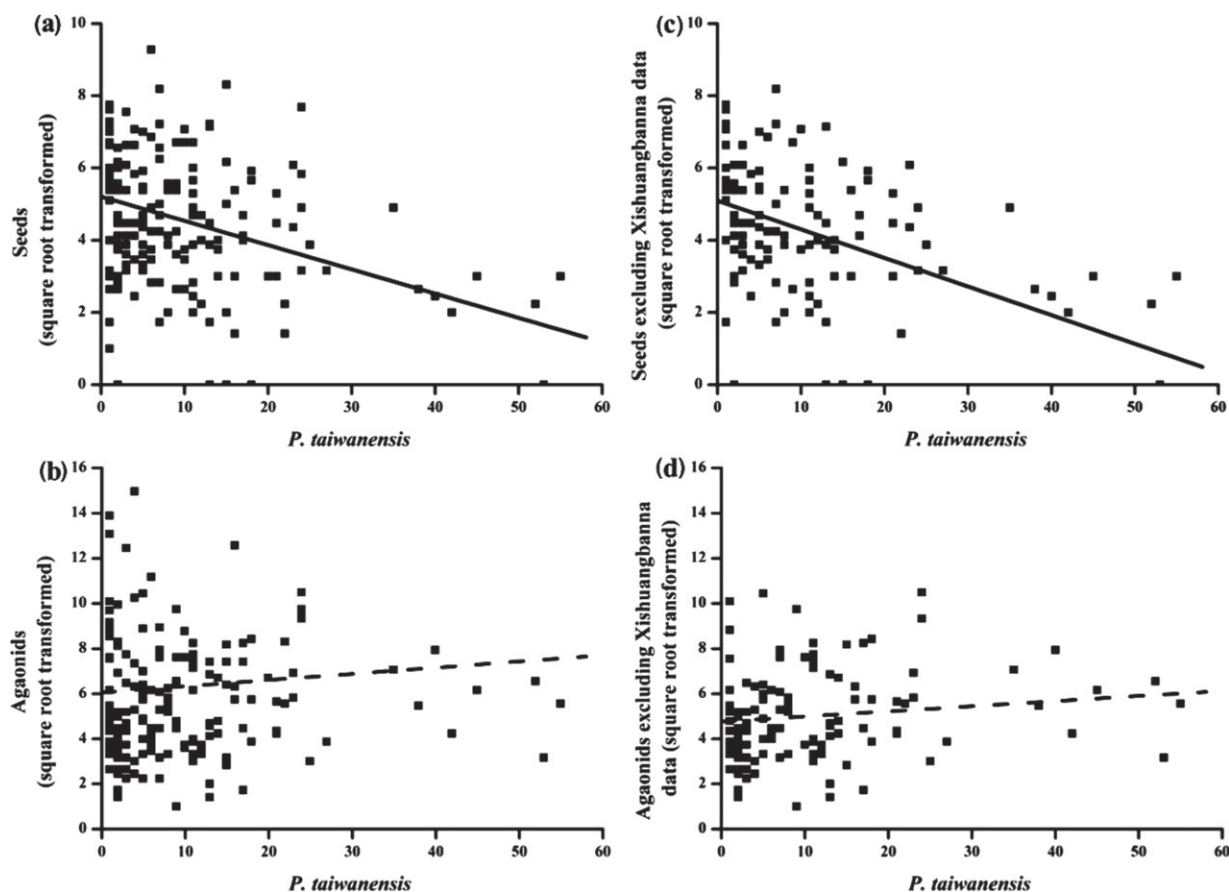 (a)
10
8
6
4
2
0
Seeds
(square root transformed)
0 10 20 30 40 50 60
P. taiwanensis
(c)
10
8
6
4
2
0
Seeds excluding Xishuangbanna data
(square root transformed)
0 10 20 30 40 50 60
P. taiwanensis
(b)
16
14
12
10
8
6
4
2
0
Agaonids
(square root transformed)
0 10 20 30 40 50 60
P. taiwanensis
(d)
16
14
12
10
8
6
4
2
0
Agaonids excluding Xishuangbanna
data (square root transformed)
0 10 20 30 40 50 60
P. taiwanensis